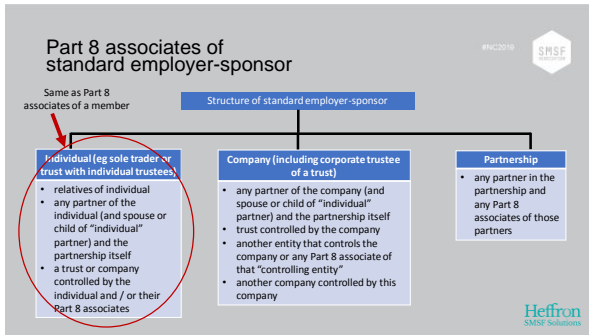 Part 8 associates of
standard employer-sponsor
#NC2019
SMSF
ASSOCIATION
Same as Part 8
associates of a member
Structure of standard employer-sponsor
Individual (eg sole trader or
trust with individual trustees)
• relatives of individual
• any partner of the
individual (and spouse or
child of "individual"
partner) and the
partnership itself
• a trust or company
controlled by the
individual and / or their
Part 8 associates
Company (including corporate trustee
of a trust)
• any partner of the company (and
spouse or child of "individual"
partner) and the partnership itself
• trust controlled by the company
• another entity that controls the
company or any Part 8 associate of
that "controlling entity"
• another company controlled by this
company
Partnership
• any partner in the
partnership and
any Part 8
associates of those
partners
Heffron
SMSF Solutions